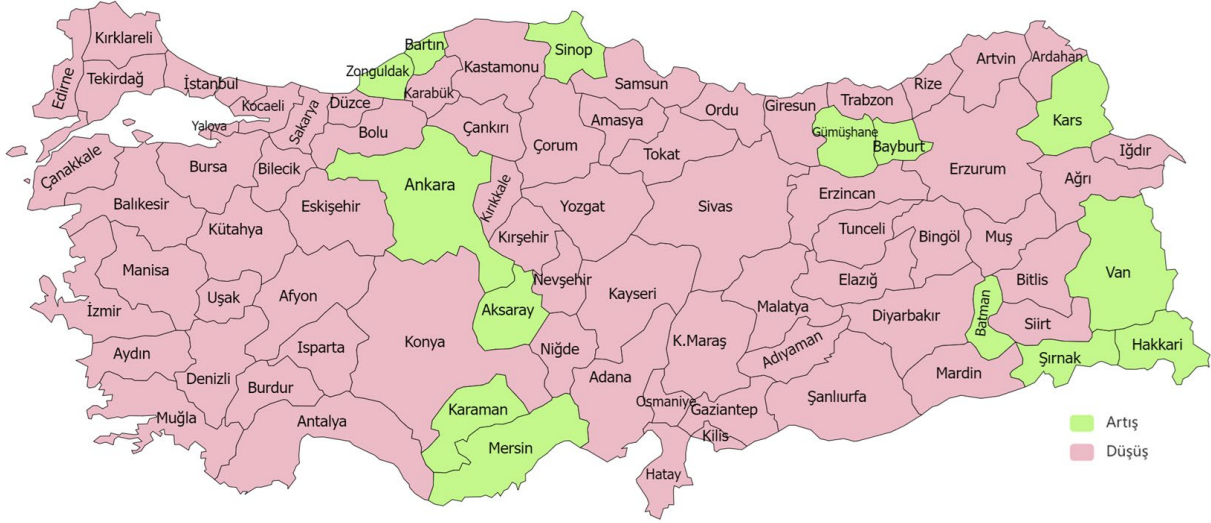 Kırklareli
Edirne
Tekirdağ
İstanbul
Kocaeli
Yalova
Sakarya
Düzce
Zonguldak
Bartın
Karabük
Kastamonu
Sinop
Samsun
Ordu
Giresun
Trabzon
Rize
Artvin
Ardahan
Kars
Iğdır
Ağrı
Erzurum
Bayburt
Gümüşhane
Çanakkale
Balıkesir
Bursa
Bilecik
Bolu
Çankırı
Çorum
Amasya
Tokat
Sivas
Erzincan
Tunceli
Bingöl
Muş
Van
Bitlis
Kütahya
Eskişehir
Ankara
Kırıkkale
Yozgat
Kırşehir
Nevşehir
Kayseri
Malatya
Elazığ
Diyarbakır
Batman
Siirt
Şırnak
Hakkari
İzmir
Manisa
Uşak
Afyon
Aksaray
Konya
Niğde
K.Maraş
Adıyaman
Mardin
Şanlıurfa
Aydın
Denizli
Isparta
Burdur
Muğla
Antalya
Karaman
Mersin
Adana
Osmaniye
Gaziantep
Kilis
Hatay
Artış
Düşüş